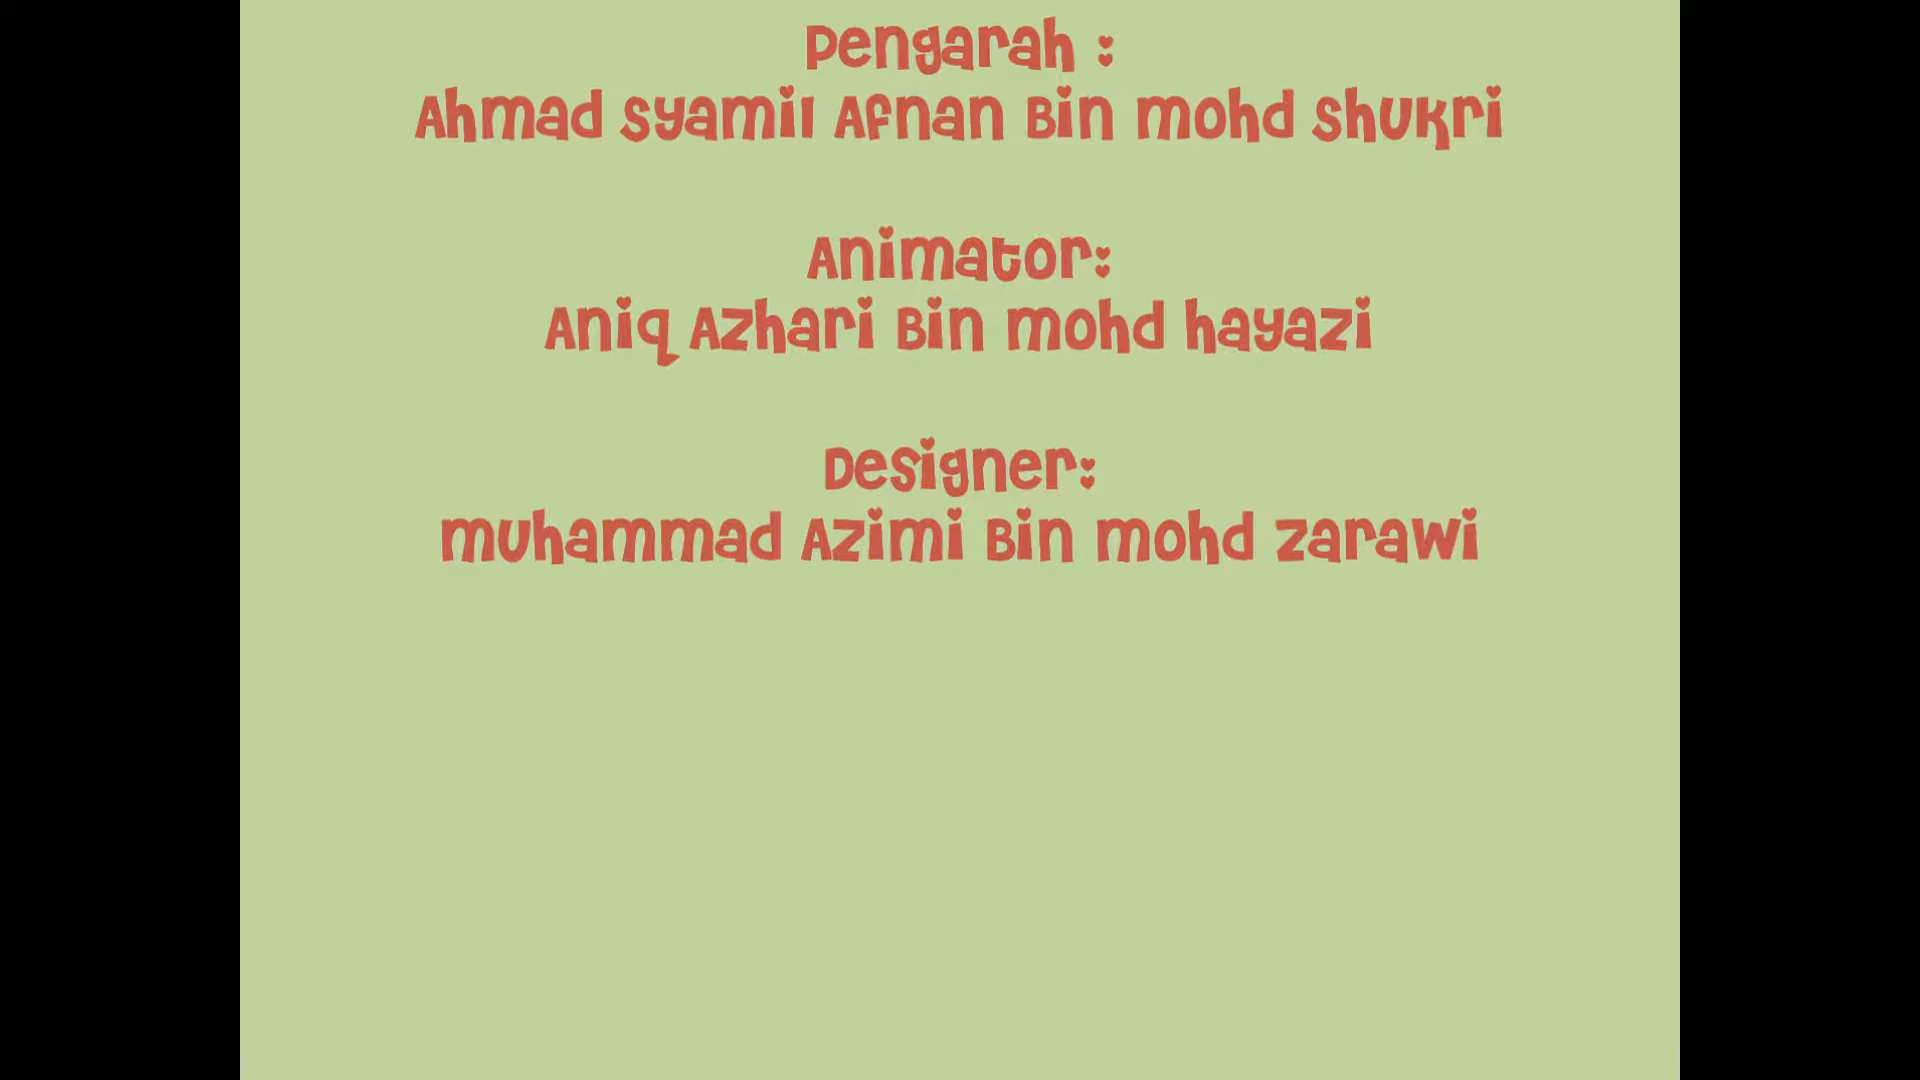 Pengarah :
Ahmad Syamil Afnan Bin Mohd Shukri
Animator:
Aniq Azhari Bin Mohd Hayazi
Designer:
Muhammad Azimi Bin Mohd Zarawi